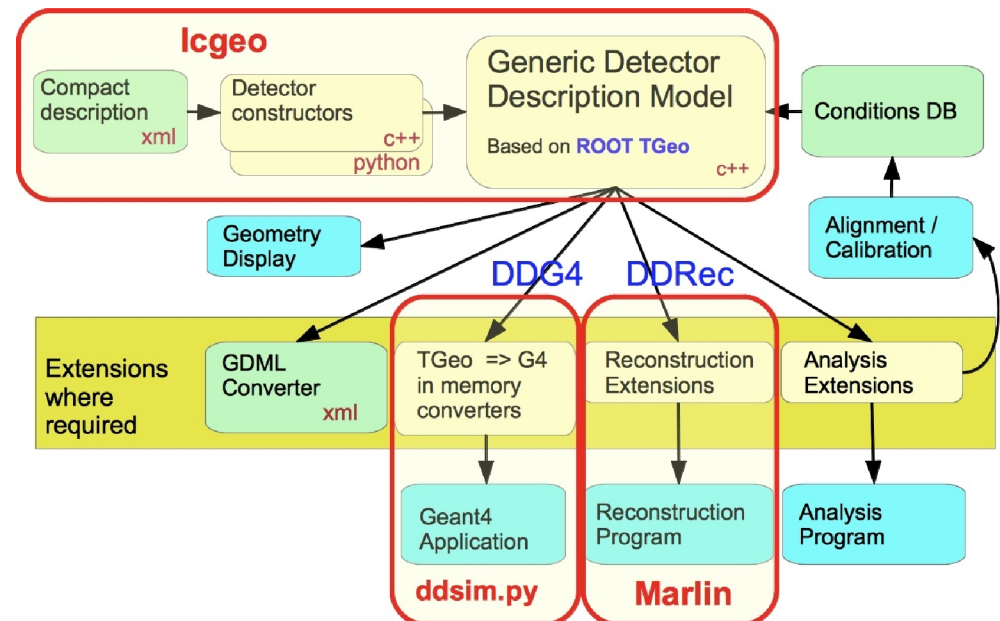 lcgeo
Compact
description
xml
Detector
constructors
c++
python
Generic Detector
Description Model
Based on ROOT TGeo
c++
Conditions DB
Geometry
Display
Alignment /
Calibration
DDG4
DDRec
Extensions
where
required
GDML
Converter
xml
TGeo => G4
in memory
converters
Reconstruction
Extensions
Analysis
Extensions
Geant4
Application
Reconstruction
Program
Analysis
Program
ddsim.py
Marlin